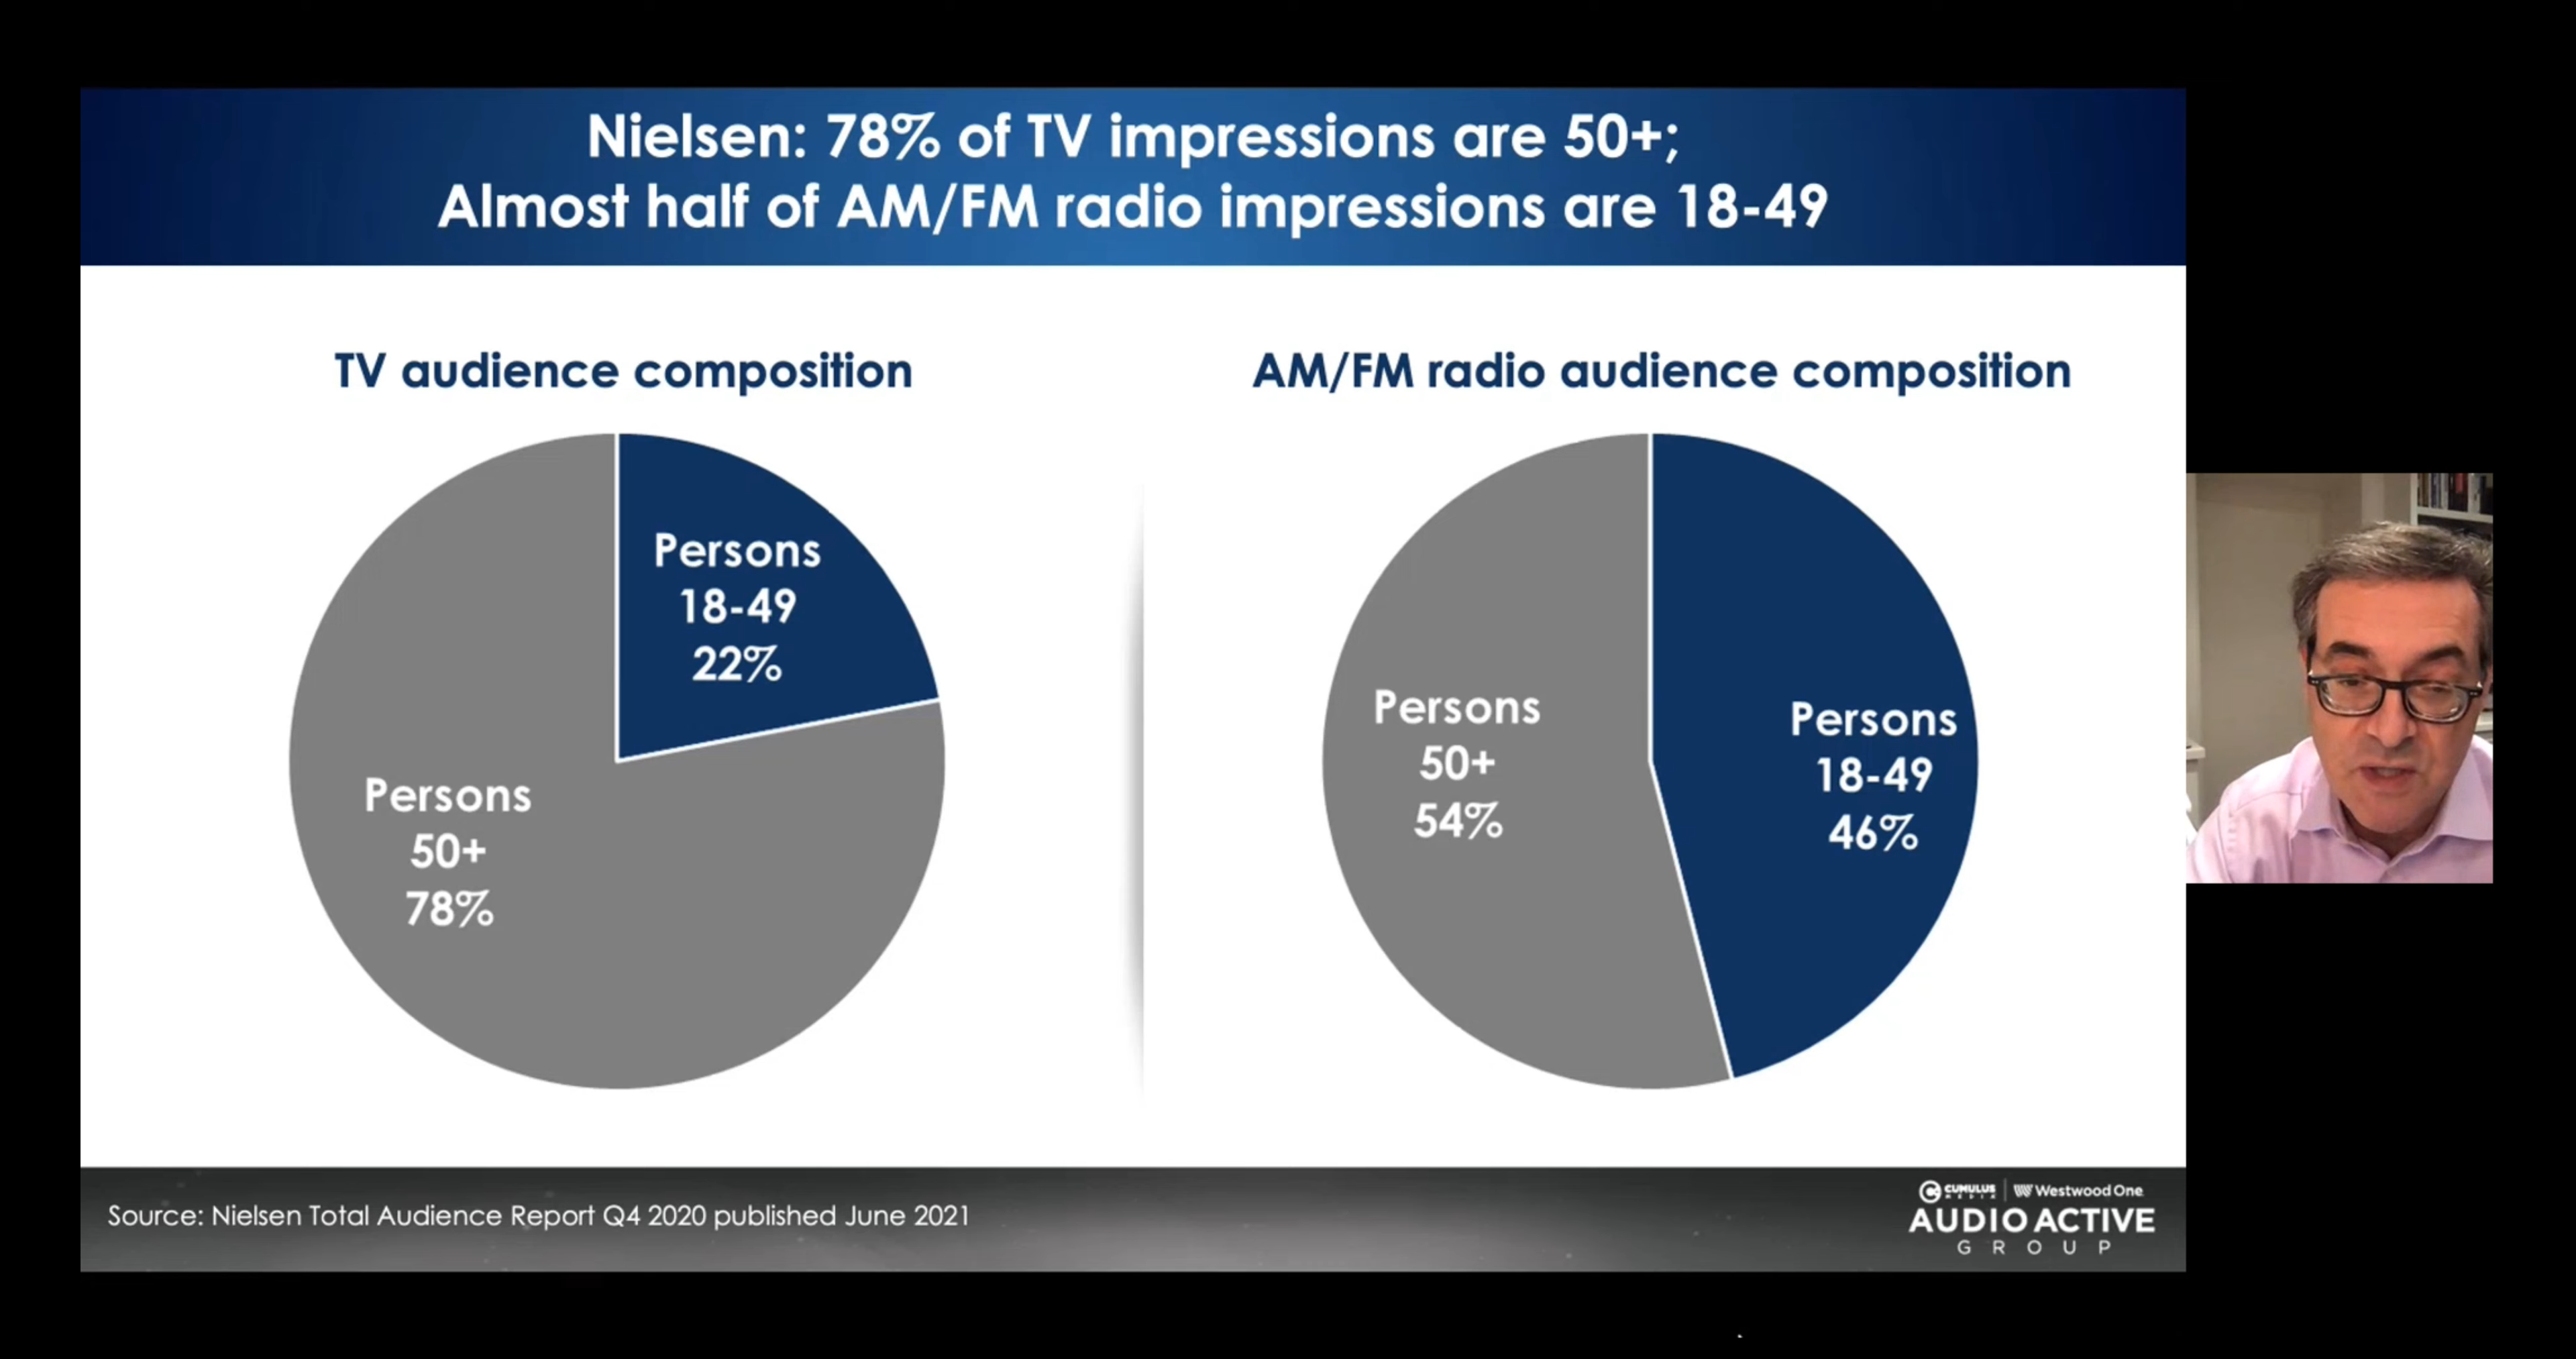 Nielsen: 78% of TV impressions are 50+;
Almost half of AM/FM radio impressions are 18-49
TV audience composition
Persons
18-49
22%
Persons
50+
78%
AM/FM radio audience composition
Persons
50+
54%
Persons
18-49
46%
Source: Nielsen Total Audience Report Q4 2020 published June 2021
CUMULUS MEDIA | Westwood One
AUDIO ACTIVE
GROUP